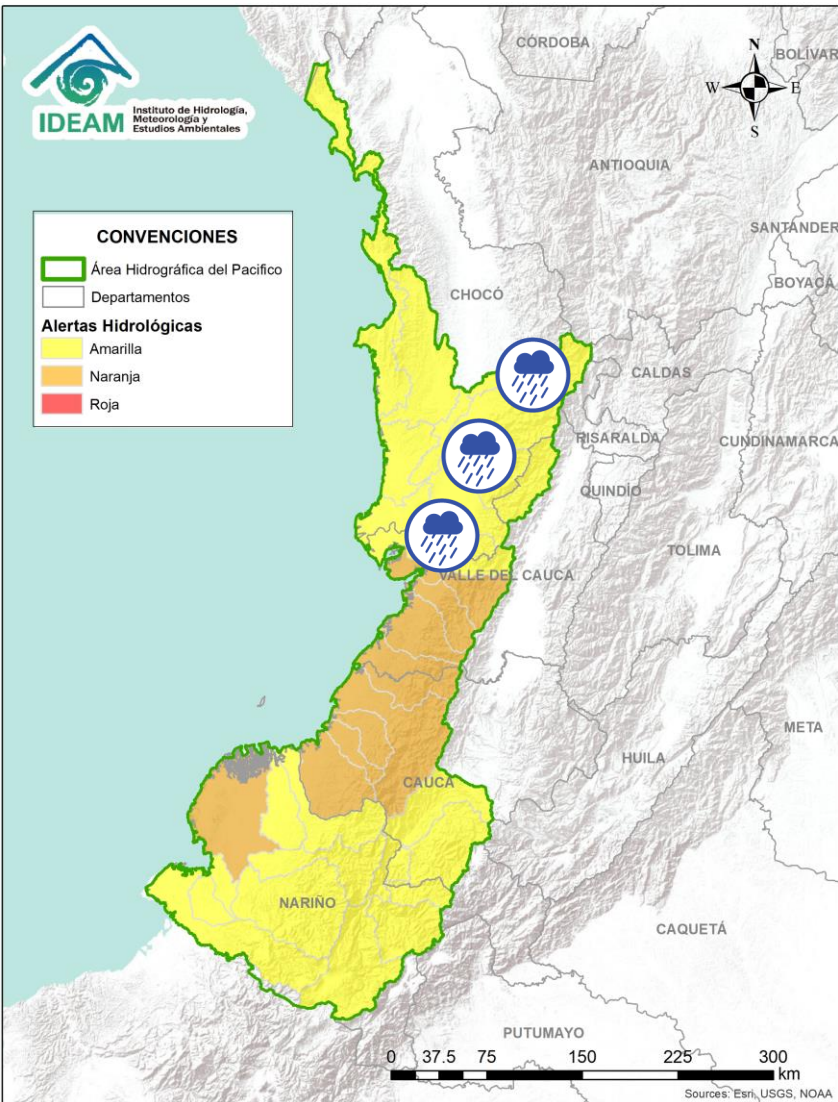 IDEAM
Instituto de Hidrología,
Meteorología y
Estudios Ambientales
CÓRDOBA
BOLÍVAR
N
W
E
S
ANTIOQUIA
SANTANDER
BOYACÁ
CONVENCIONES
Área Hidrográfica del Pacifico
Departamentos
Alertas Hidrológicas
Amarilla
Naranja
Roja
CHOCÓ
CALDAS
RISARALDA
CUNDINAMARCA
QUINDÍO
TOLIMA
VALLE DEL CAUCA
META
HUILA
CAUCA
NARIÑO
CAQUETÁ
PUTUMAYO
0 37.5 75 150 225 300
km
Sources: Esri, USGS, NOAA